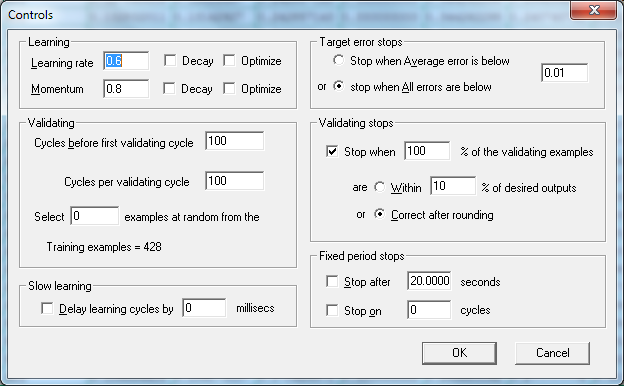 Controls
Learning
Learning rate 0.6 Decay Optimize
Momentum 0.8 Decay Optimize
Target error stops
Stop when Average error is below
or stop when All errors are below
0.01
Validating
Cycles before first validating cycle 100
Cycles per validating cycle 100
Select 0 examples at random from the
Training examples = 428
Validating stops
Stop when 100 % of the validating examples
are Within 10 % of desired outputs
or Correct after rounding
Slow learning
Delay learning cycles by 0 millisecs
Fixed period stops
Stop after 20.0000 seconds
Stop on 0 cycles
OK Cancel